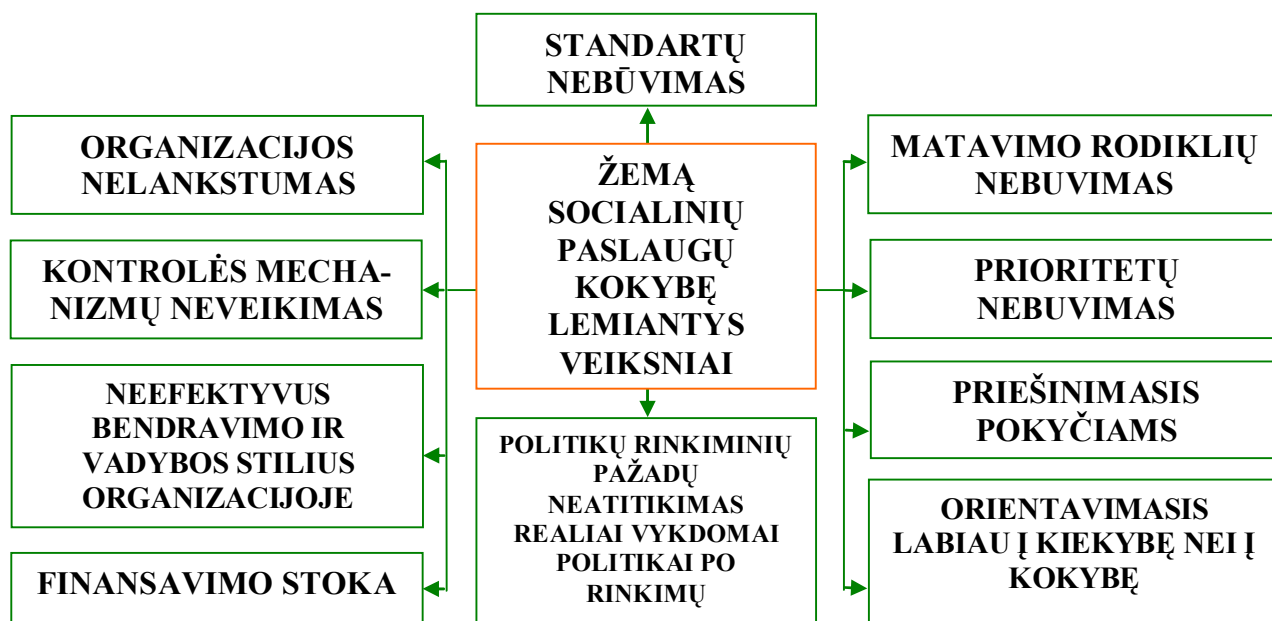 STANDARTŲ
NEBŪVIMAS
ORGANIZACIJOS
NELANKSTUMAS
KONTROLĖS MECHA-
NIZMŲ NEVEIKIMAS
NEEFEKTYVUS
BENDRAVIMO IR
VADYBOS STILIUS
ORGANIZACIJOJE
FINANSAVIMO STOKA
ŽEMĄ
SOCIALINIŲ
PASLAUGŲ
KOKYBĘ
LEMIANTYS
VEIKSNIAI
POLITIKŲ RINKIMINIŲ
PAŽADŲ
NEATITIKIMAS
REALIAI VYKDOMAI
POLITIKAI PO
RINKIMŲ
MATAVIMO RODIKLIŲ
NEBUVIMAS
PRIORITETŲ
NEBUVIMAS
PRIEŠINIMASIS
POKYČIAMS
ORIENTAVIMASIS
LABIAU Į KIEKYBĘ NEI Į
KOKYBĘ